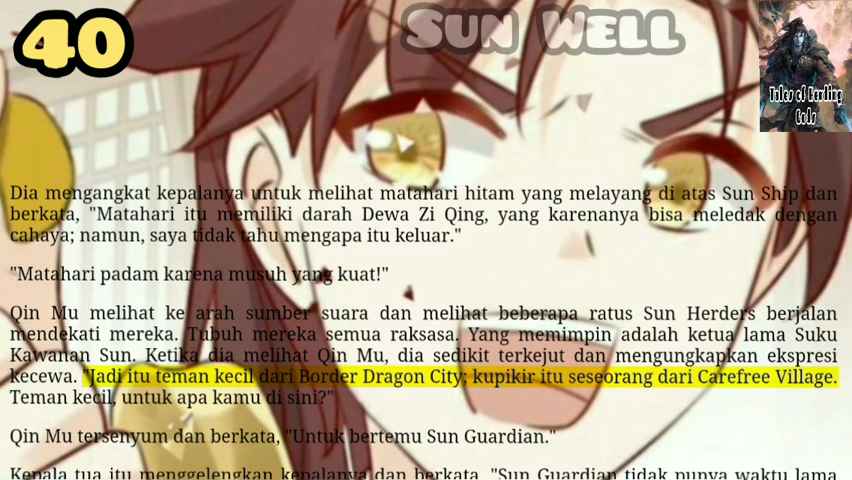 40
Sun Well
Tales of Herding
Gods
Dia mengangkat kepalanya untuk melihat matahari hitam yang melayang di atas Sun Ship dan
berkata, "Matahari itu memiliki darah Dewa Zi Qing, yang karenanya bisa meledak dengan
cahaya; namun, saya tidak tahu mengapa itu keluar."
"Matahari padam karena musuh yang kuat!"
Qin Mu melihat ke arah sumber suara dan melihat beberapa ratus Sun Herders berjalan
mendekati mereka. Tubuh mereka semua raksasa. Yang memimpin adalah ketua lama Suku
Kawanan Sun. Ketika dia melihat Qin Mu, dia sedikit terkejut dan mengungkapkan ekspresi
kecewa. "Jadi itu teman kecil dari Border Dragon City; kupikir itu seseorang dari Carefree Village.
Teman kecil, untuk apa kamu di sini?"
Qin Mu tersenyum dan berkata, "Untuk bertemu Sun Guardian."
Kepala tua itu menggelengkan kepalanya dan berkata, "Sun Guardian tidak punya waktu lama